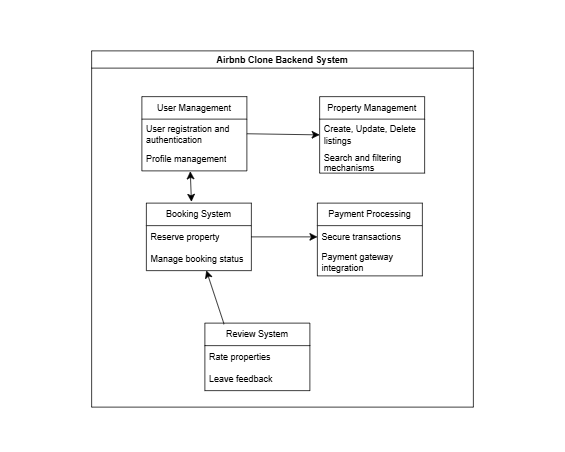 Airbnb Clone Backend System
User Management
User registration and
authentication
Profile management
Property Management
Create, Update, Delete
listings
Search and filtering
mechanisms
Booking System
Reserve property
Manage booking status
Payment Processing
Secure transactions
Payment gateway
integration
Review System
Rate properties
Leave feedback